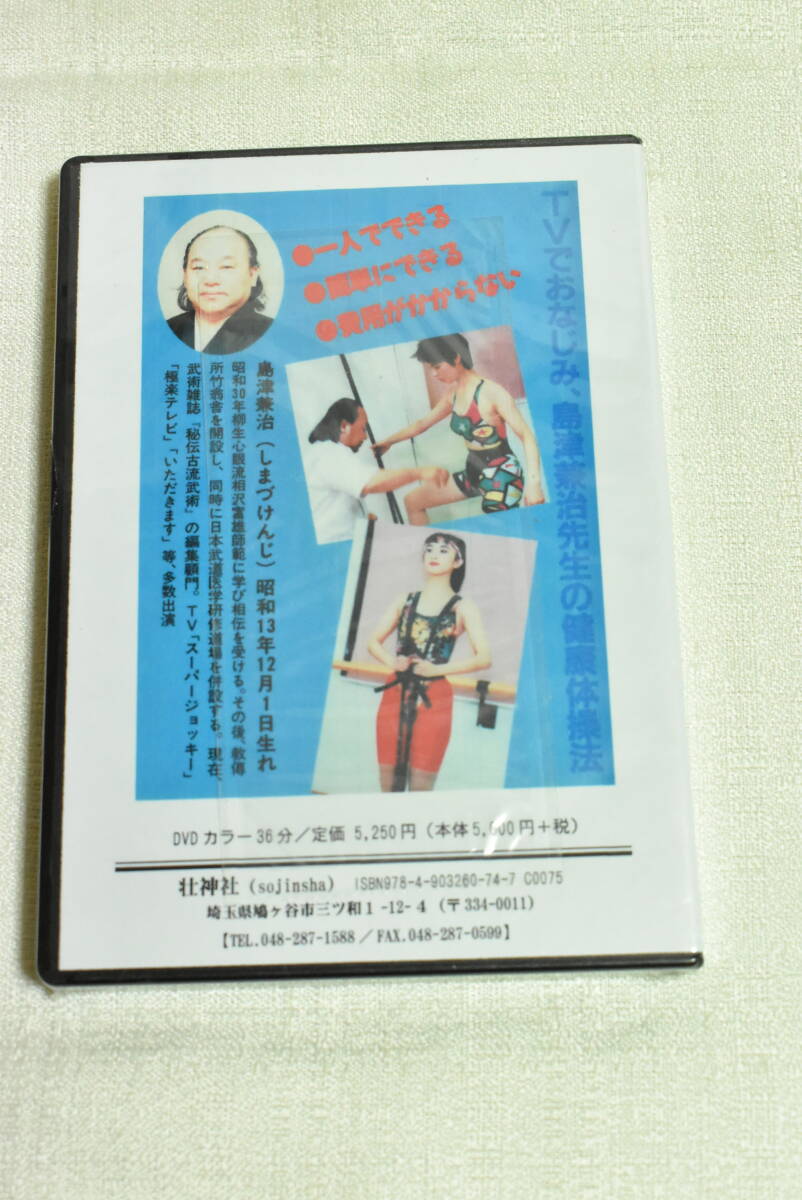 TVでおなじみ、島津兼治先生の健康体操法
●一人でできる
●簡単にできる
●費用がかからない
島津兼治（しまづけんじ）昭和13年12月1日生れ
昭和30年柳生心眼流相沢富雄師範に学び相伝を受ける。その後、教傳
所竹翁舎を開設し、同時に日本武道医学研修道場を併設する。現在、
武術雑誌『秘伝古流武術』の編集顧門。TV「スーパージョッキー」
「極楽テレビ」「いただきます」等、多数出演
DVD カラー36分／定価 5,250円（本体5,000円＋税）
壮神社（sojinsha） ISBN978-4-903260-74-7 C0075
埼玉県鳩ヶ谷市三ツ和1-12-4（〒334-0011）
【TEL.048-287-1588／FAX.048-287-0599】